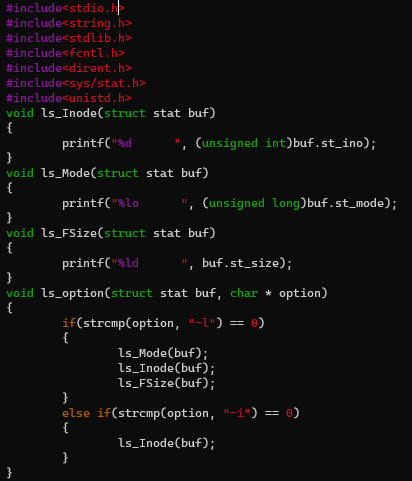 #include<stdio.h>
#include<string.h>
#include<stdlib.h>
#include<fcntl.h>
#include<dirent.h>
#include<sys/stat.h>
#include<unistd.h>
void ls_Inode(struct stat buf)
{
        printf("%d      ", (unsigned int)buf.st_ino);
}
void ls_Mode(struct stat buf)
{
        printf("%lo      ", (unsigned long)buf.st_mode);
}
void ls_FSize(struct stat buf)
{
        printf("%ld      ", buf.st_size);
}
void ls_option(struct stat buf, char * option)
{
        if(strcmp(option, "-l") == 0)
        {
                ls_Mode(buf);
                ls_Inode(buf);
                ls_FSize(buf);
        }
        else if(strcmp(option, "-i") == 0)
        {
                ls_Inode(buf);
        }
}